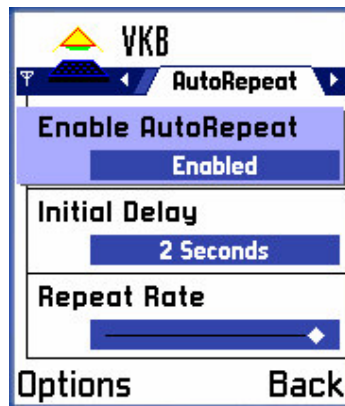 VKB
AutoRepeat
Enable AutoRepeat
Enabled
Initial Delay
2 Seconds
Repeat Rate
Options Back